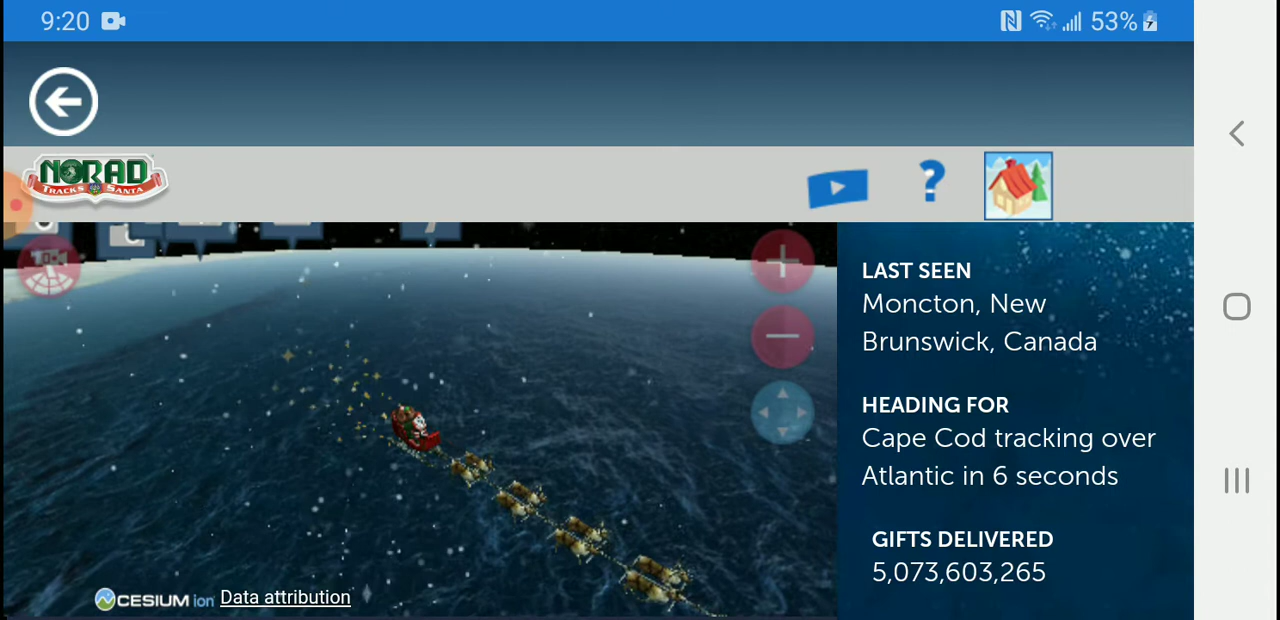 9:20
53%
NORAD
TRACKS SANTA
LAST SEEN
Moncton, New
Brunswick, Canada
HEADING FOR
Cape Cod tracking over
Atlantic in 6 seconds
GIFTS DELIVERED
5,073,603,265
CESIUM ion Data attribution